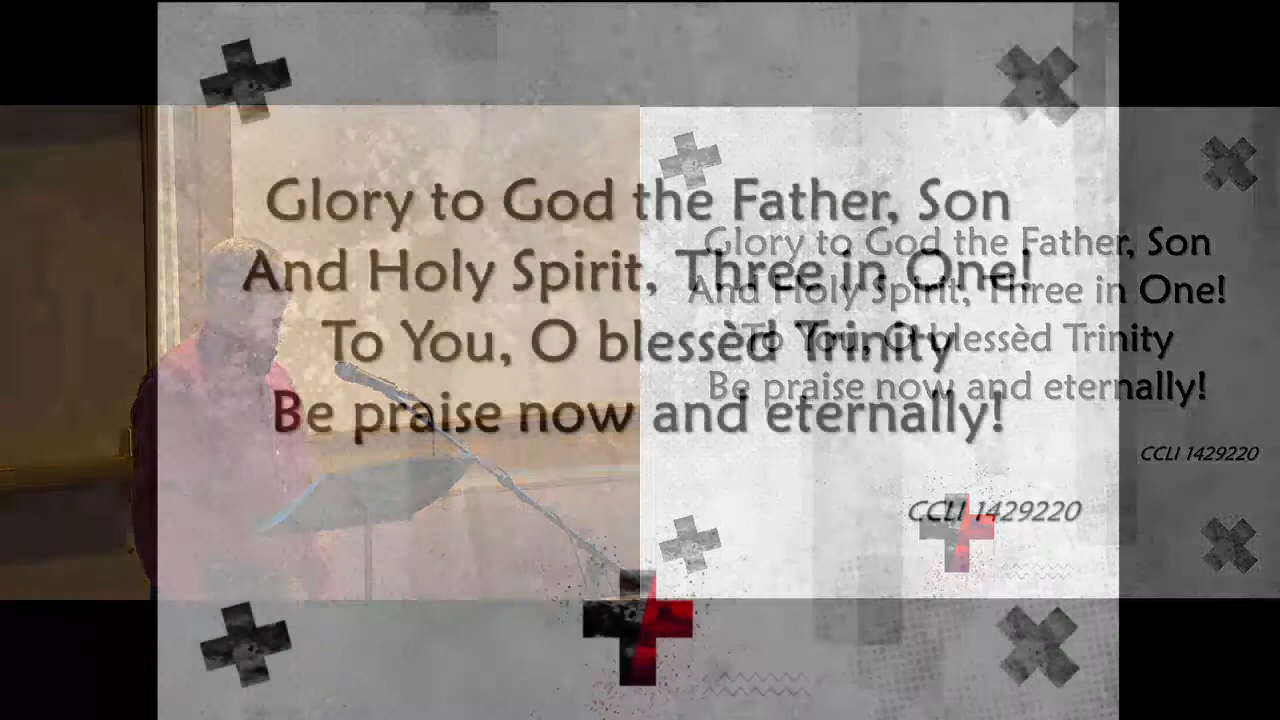 Glory to God the Father, Son
And Holy Spirit, Three in One!
To You, O blessèd Trinity
Be praise now and eternally!
CCLI 1429220
Glory to God the Father, Son
And Holy Spirit, Three in One!
To You, O blessèd Trinity
Be praise now and eternally!
CCLI 1429220